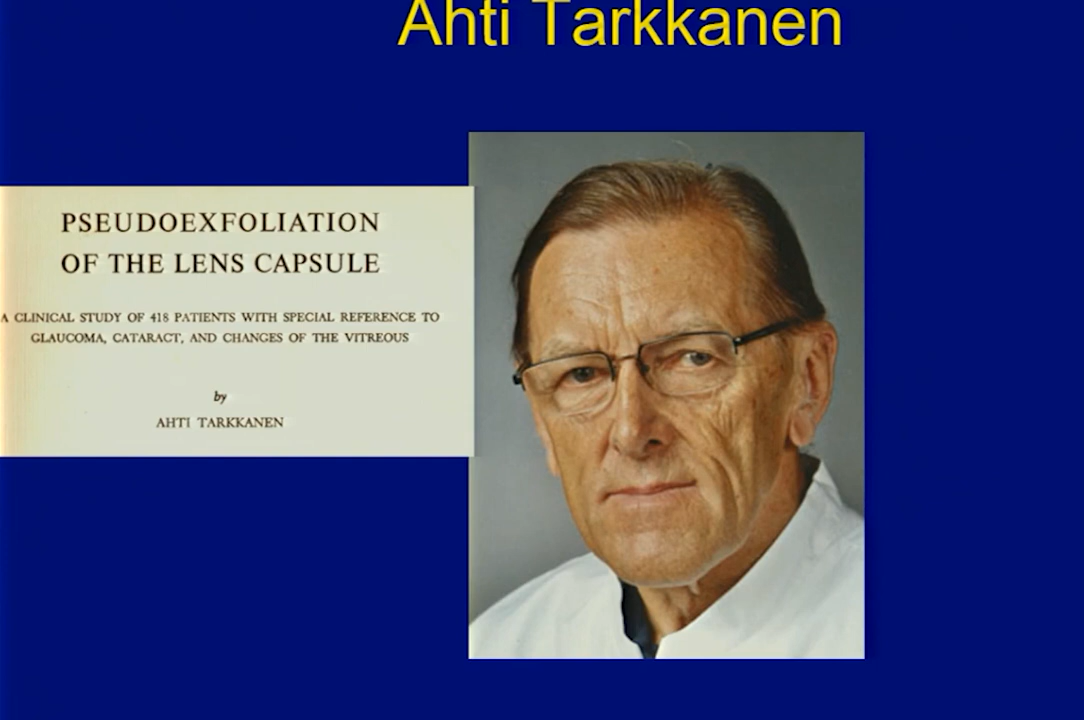 Ahti Tarkkanen
PSEUDOEXFOLIATION
OF THE LENS CAPSULE
A CLINICAL STUDY OF 418 PATIENTS WITH SPECIAL REFERENCE TO
GLAUCOMA, CATARACT, AND CHANGES OF THE VITREOUS
by
AHTI TARKKANEN